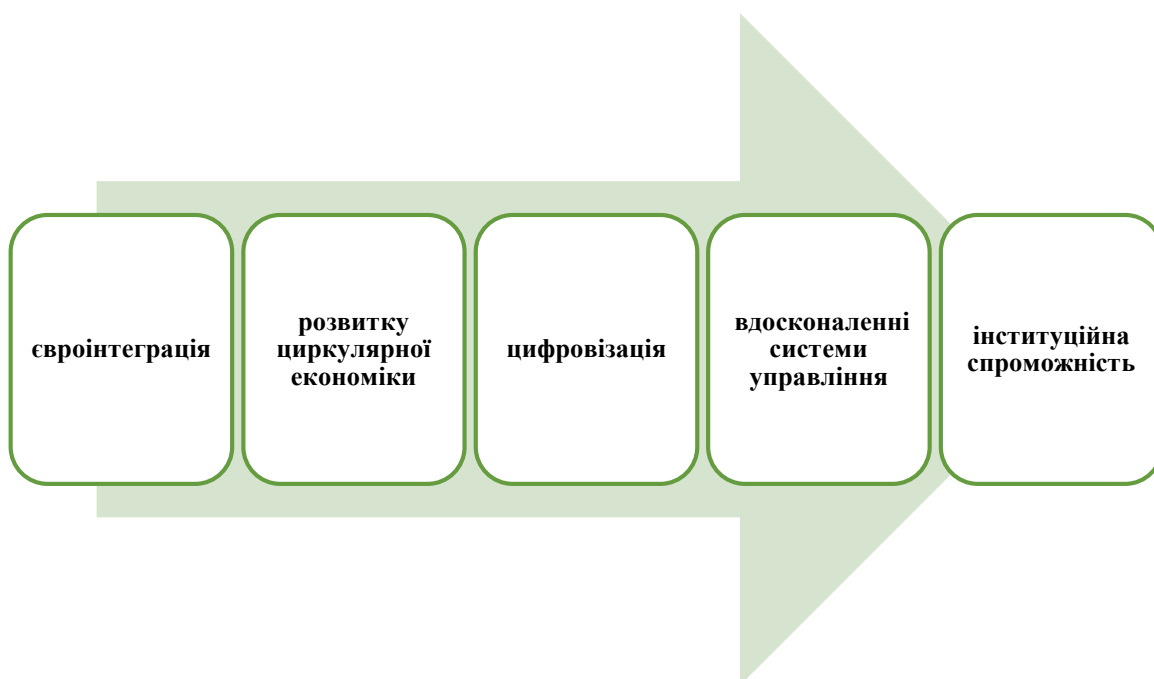 євроінтеграція
розвитку
циркулярної
економіки
цифровізація
вдосконаленні
системи
управління
інституційна
спроможність